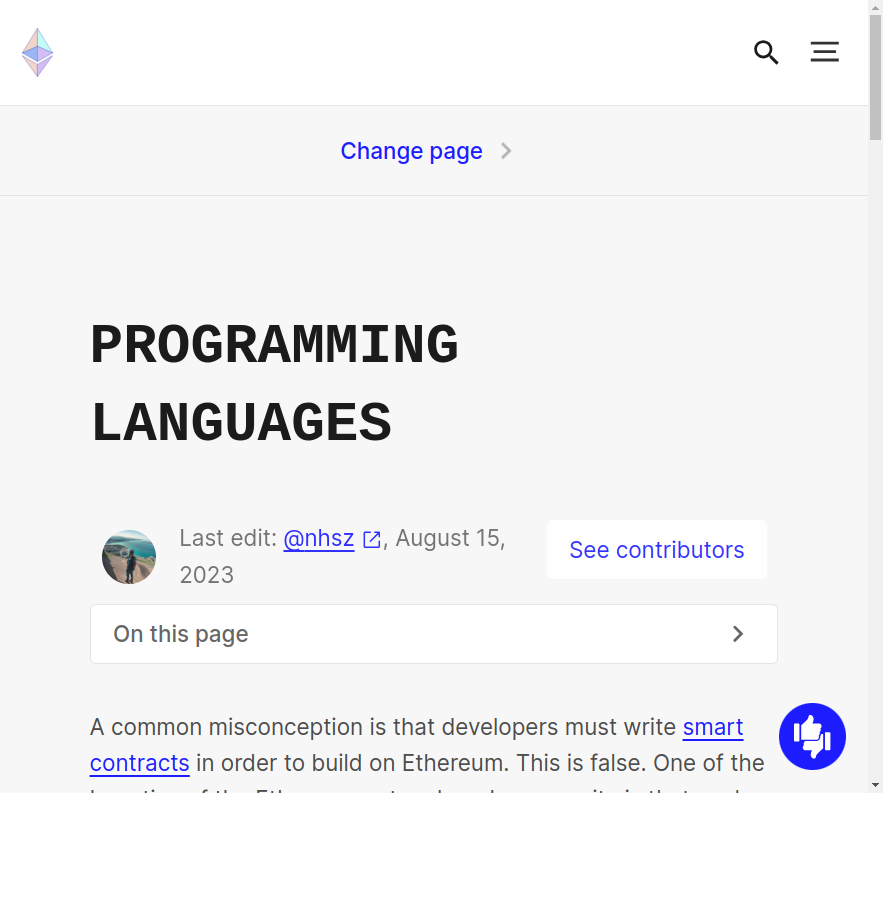 Change page
PROGRAMMING
LANGUAGES
Last edit: @nhsz , August 15,
2023
See contributors
On this page
A common misconception is that developers must write smart
contracts in order to build on Ethereum. This is false. One of the